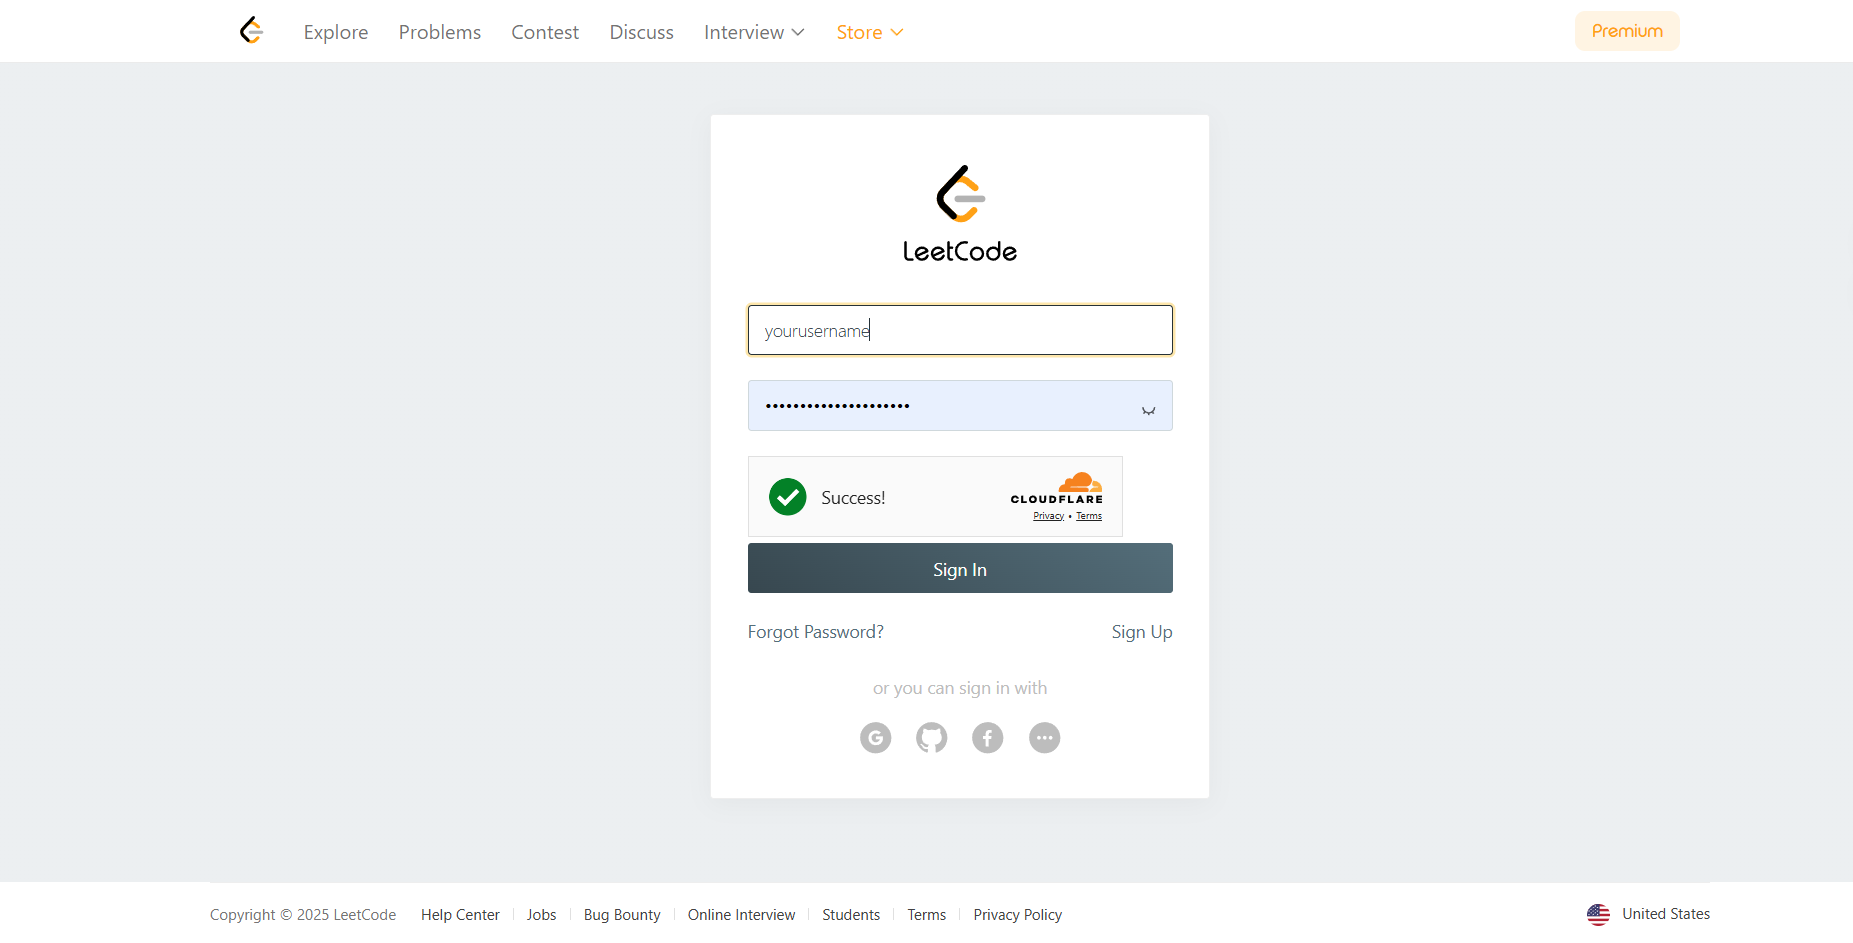 Explore Problems Contest Discuss Interview Store Premium
LeetCode
yourusername
•••••••••••••••••••••
Success!
CLOUDFLARE
Privacy • Terms
Sign In
Forgot Password? Sign Up
or you can sign in with
Copyright © 2025 LeetCode Help Center Jobs Bug Bounty Online Interview Students Terms Privacy Policy United States